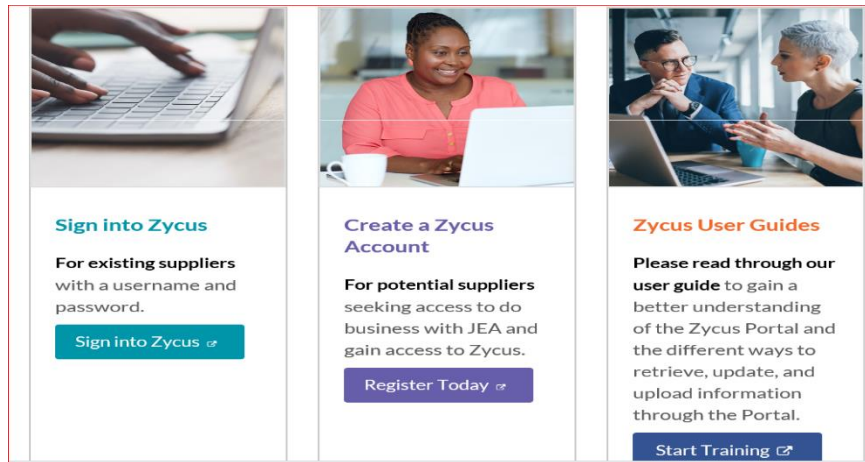 Sign into Zycus
For existing suppliers
with a username and
password.
Sign into Zycus
Create a Zycus
Account
For potential suppliers
seeking access to do
business with JEA and
gain access to Zycus.
Register Today
Zycus User Guides
Please read through our
user guide to gain a
better understanding
of the Zycus Portal and
the different ways to
retrieve, update, and
upload information
through the Portal.
Start Training